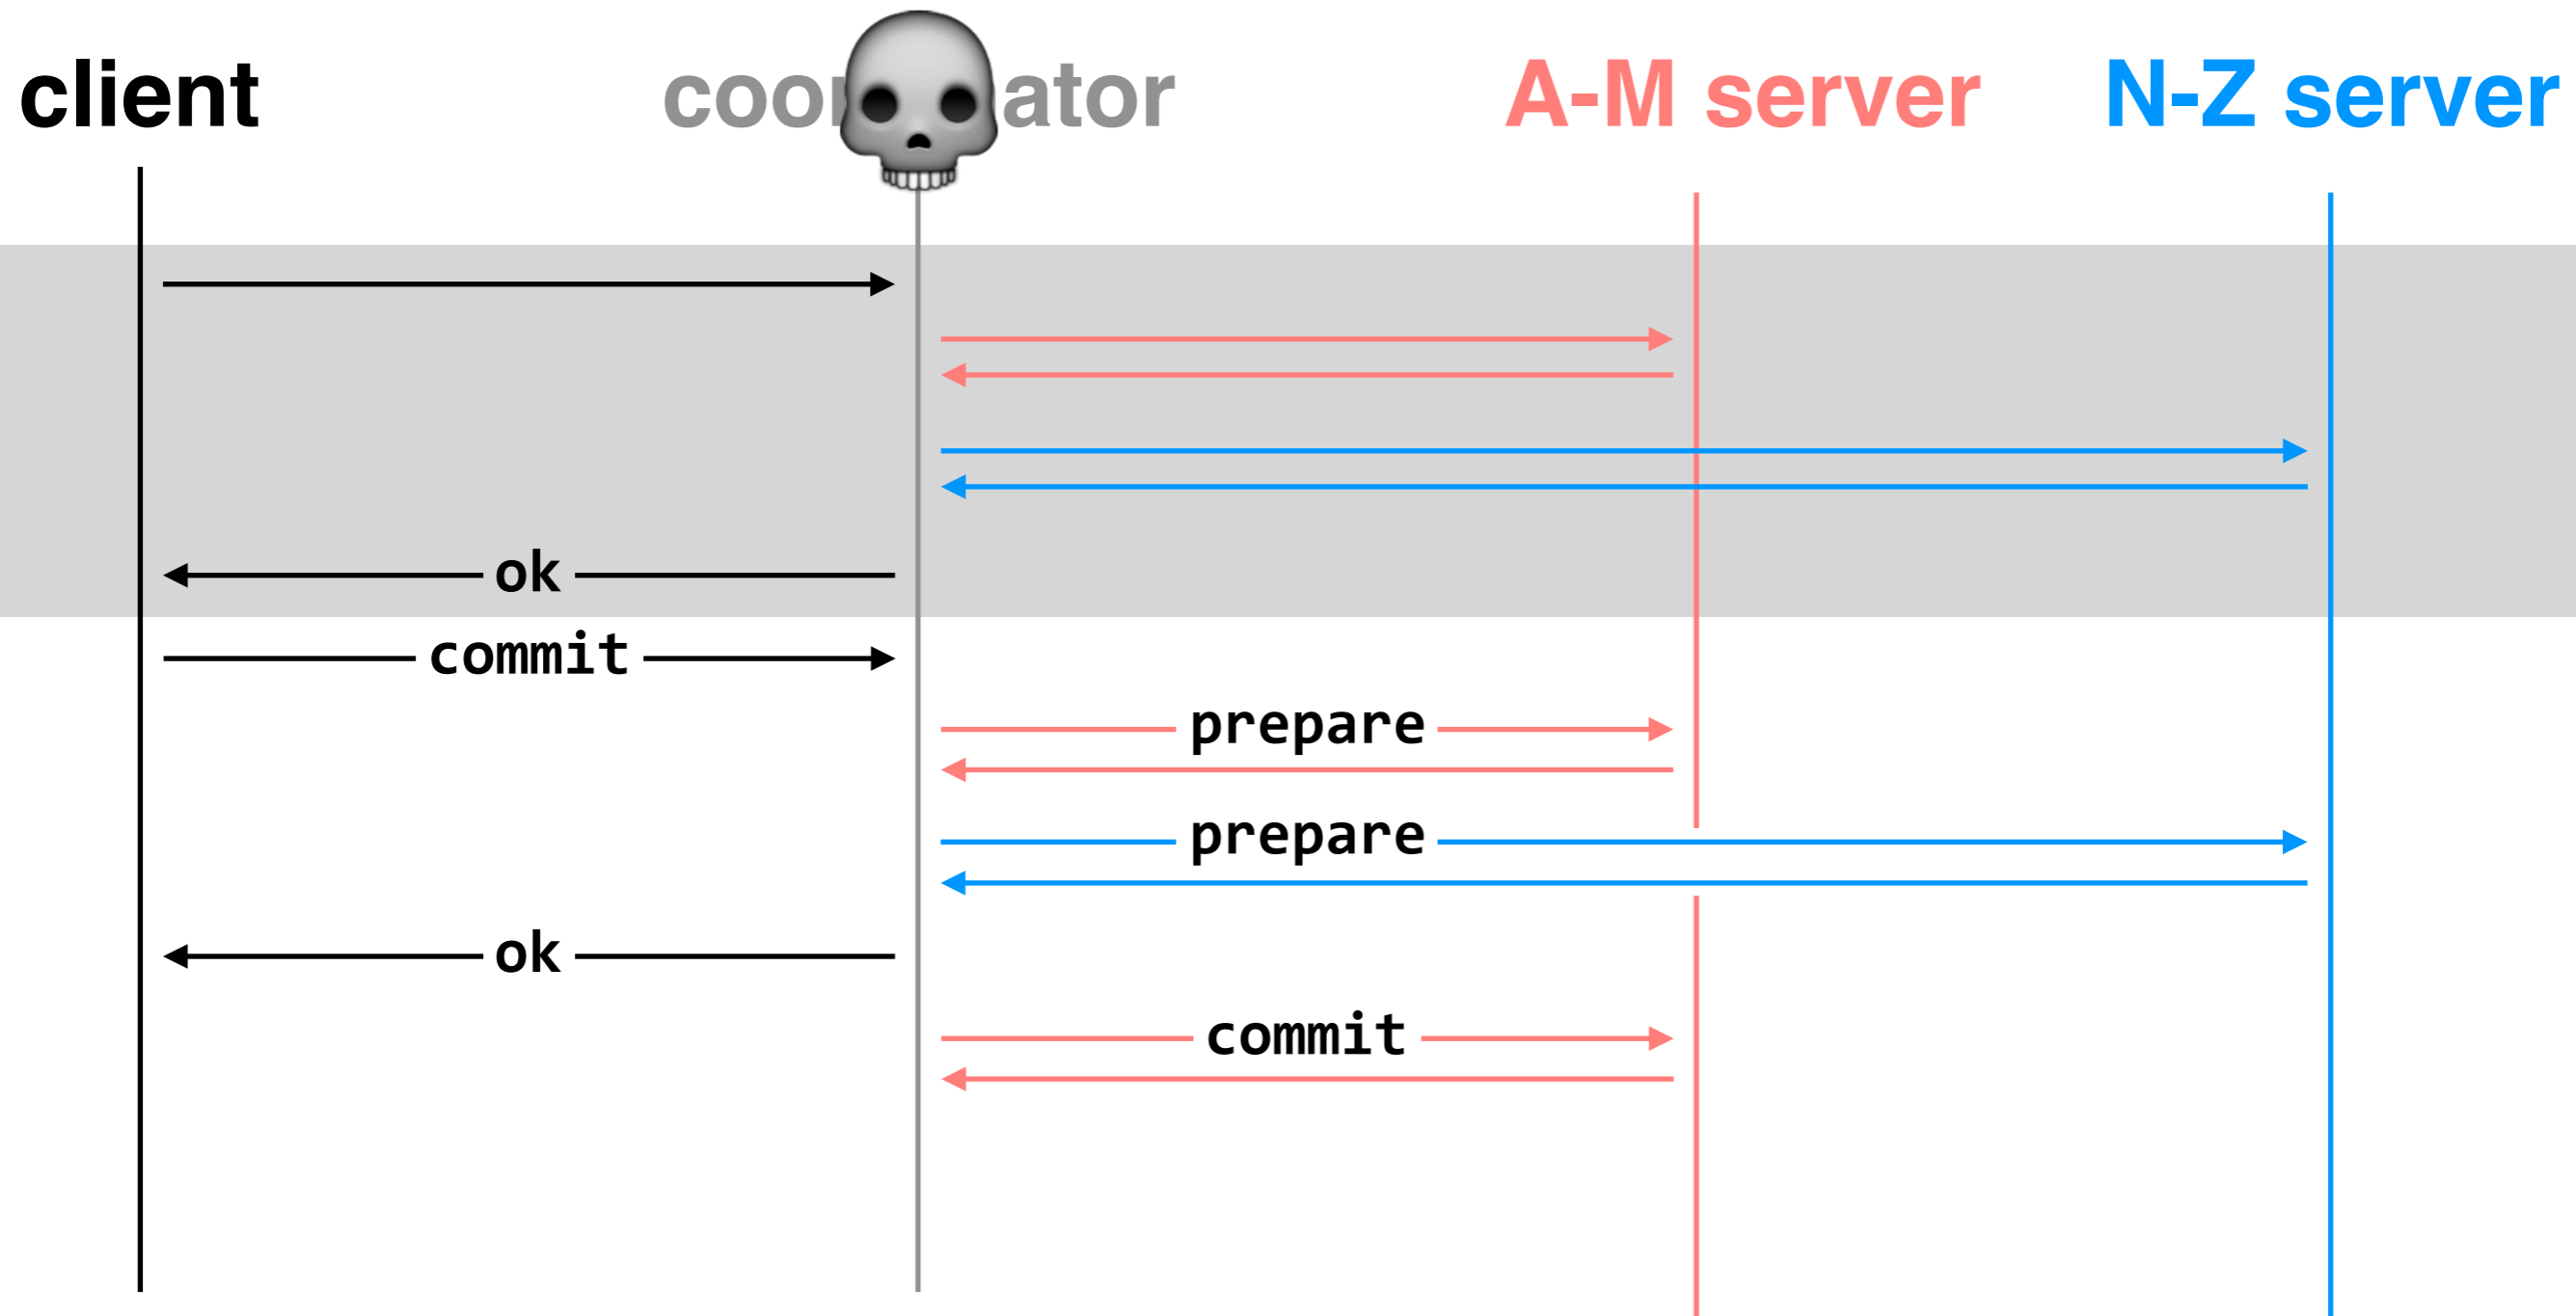 client coor ator A-M server N-Z server
ok
commit
prepare
prepare
ok
commit